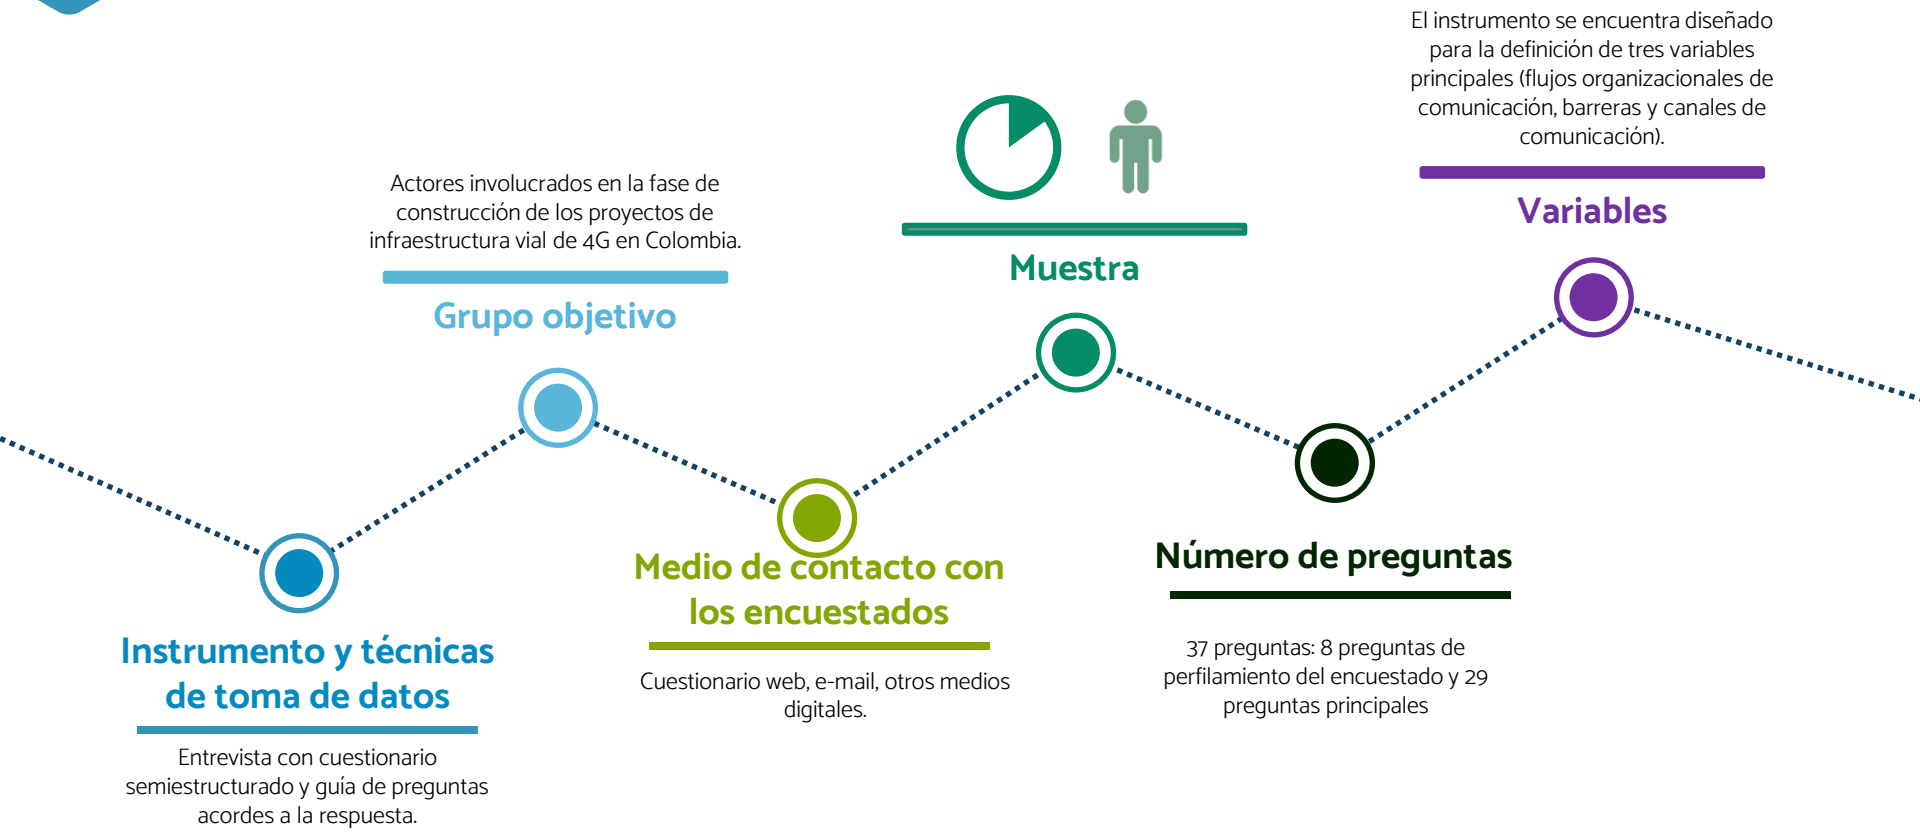 Instrumento y técnicas
de toma de datos
Entrevista con cuestionario
semiestructurado y guía de preguntas
acordes a la respuesta.
Actores involucrados en la fase de
construcción de los proyectos de
infraestructura vial de 4G en Colombia.
Grupo objetivo
Medio de contacto con
los encuestados
Cuestionario web, e-mail, otros medios
digitales.
Muestra
Número de preguntas
37 preguntas: 8 preguntas de
perfilamiento del encuestado y 29
preguntas principales
El instrumento se encuentra diseñado
para la definición de tres variables
principales (flujos organizacionales de
comunicación, barreras y canales de
comunicación).
Variables